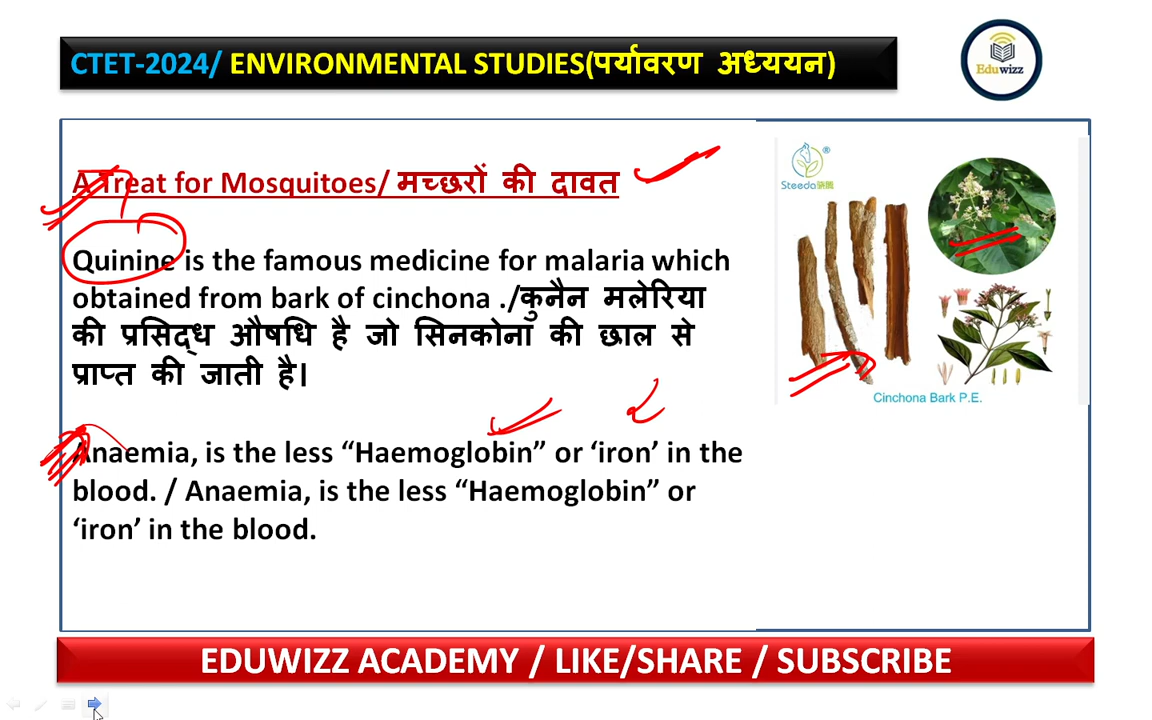 CTET-2024/ ENVIRONMENTAL STUDIES(पर्यावरण अध्ययन)
Eduwizz
A Treat for Mosquitoes/ मच्छरों की दावत
Steeda
®
Quinine is the famous medicine for malaria which
obtained from bark of cinchona ./कुनैन मलेरिया
की प्रसिद्ध औषधि है जो सिनकोना की छाल से
प्राप्त की जाती है।
Cinchona Bark P.E.
Anaemia, is the less “Haemoglobin” or ‘iron’ in the
blood. / Anaemia, is the less “Haemoglobin” or
‘iron’ in the blood.
EDUWIZZ ACADEMY / LIKE/SHARE / SUBSCRIBE